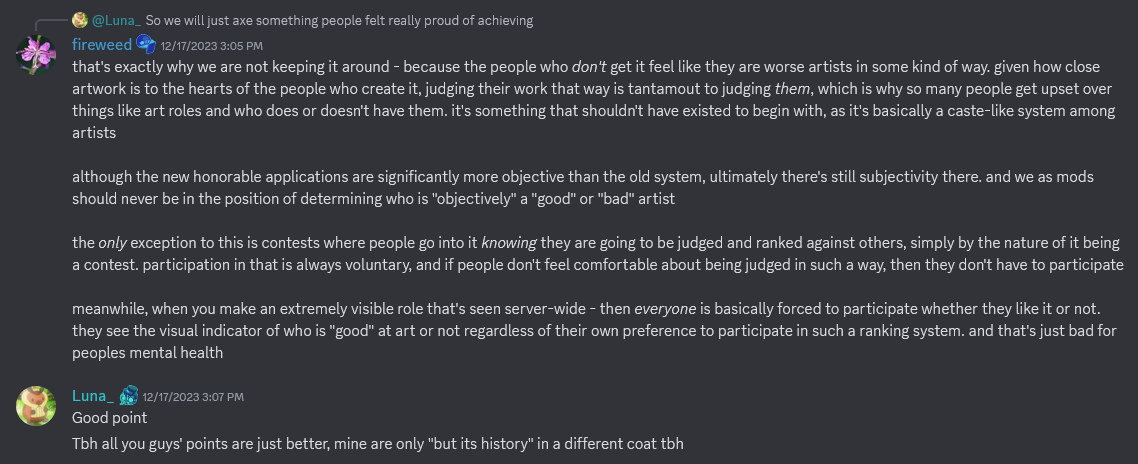 @Luna_ So we will just axe something people felt really proud of achieving
fireweed 12/17/2023 3:05 PM
that's exactly why we are not keeping it around - because the people who don't get it feel like they are worse artists in some kind of way. given how close
artwork is to the hearts of the people who create it, judging their work that way is tantamount to judging them, which is why so many people get upset over
things like art roles and who does or doesn't have them. it's something that shouldn't have existed to begin with, as it's basically a caste-like system among
artists
although the new honorable applications are significantly more objective than the old system, ultimately there's still subjectivity there. and we as mods
should never be in the position of determining who is "objectively" a "good" or "bad" artist
the only exception to this is contests where people go into it knowing they are going to be judged and ranked against others, simply by the nature of it being
a contest. participation in that is always voluntary, and if people don't feel comfortable about being judged in such a way, then they don't have to participate
meanwhile, when you make an extremely visible role that's seen server-wide - then everyone is basically forced to participate whether they like it or not.
they see the visual indicator of who is "good" at art or not regardless of their own preference to participate in such a ranking system. and that's just bad for
peoples mental health
Luna_ 12/17/2023 3:07 PM
Good point
Tbh all you guys' points are just better, mine are only "but its history" in a different coat tbh